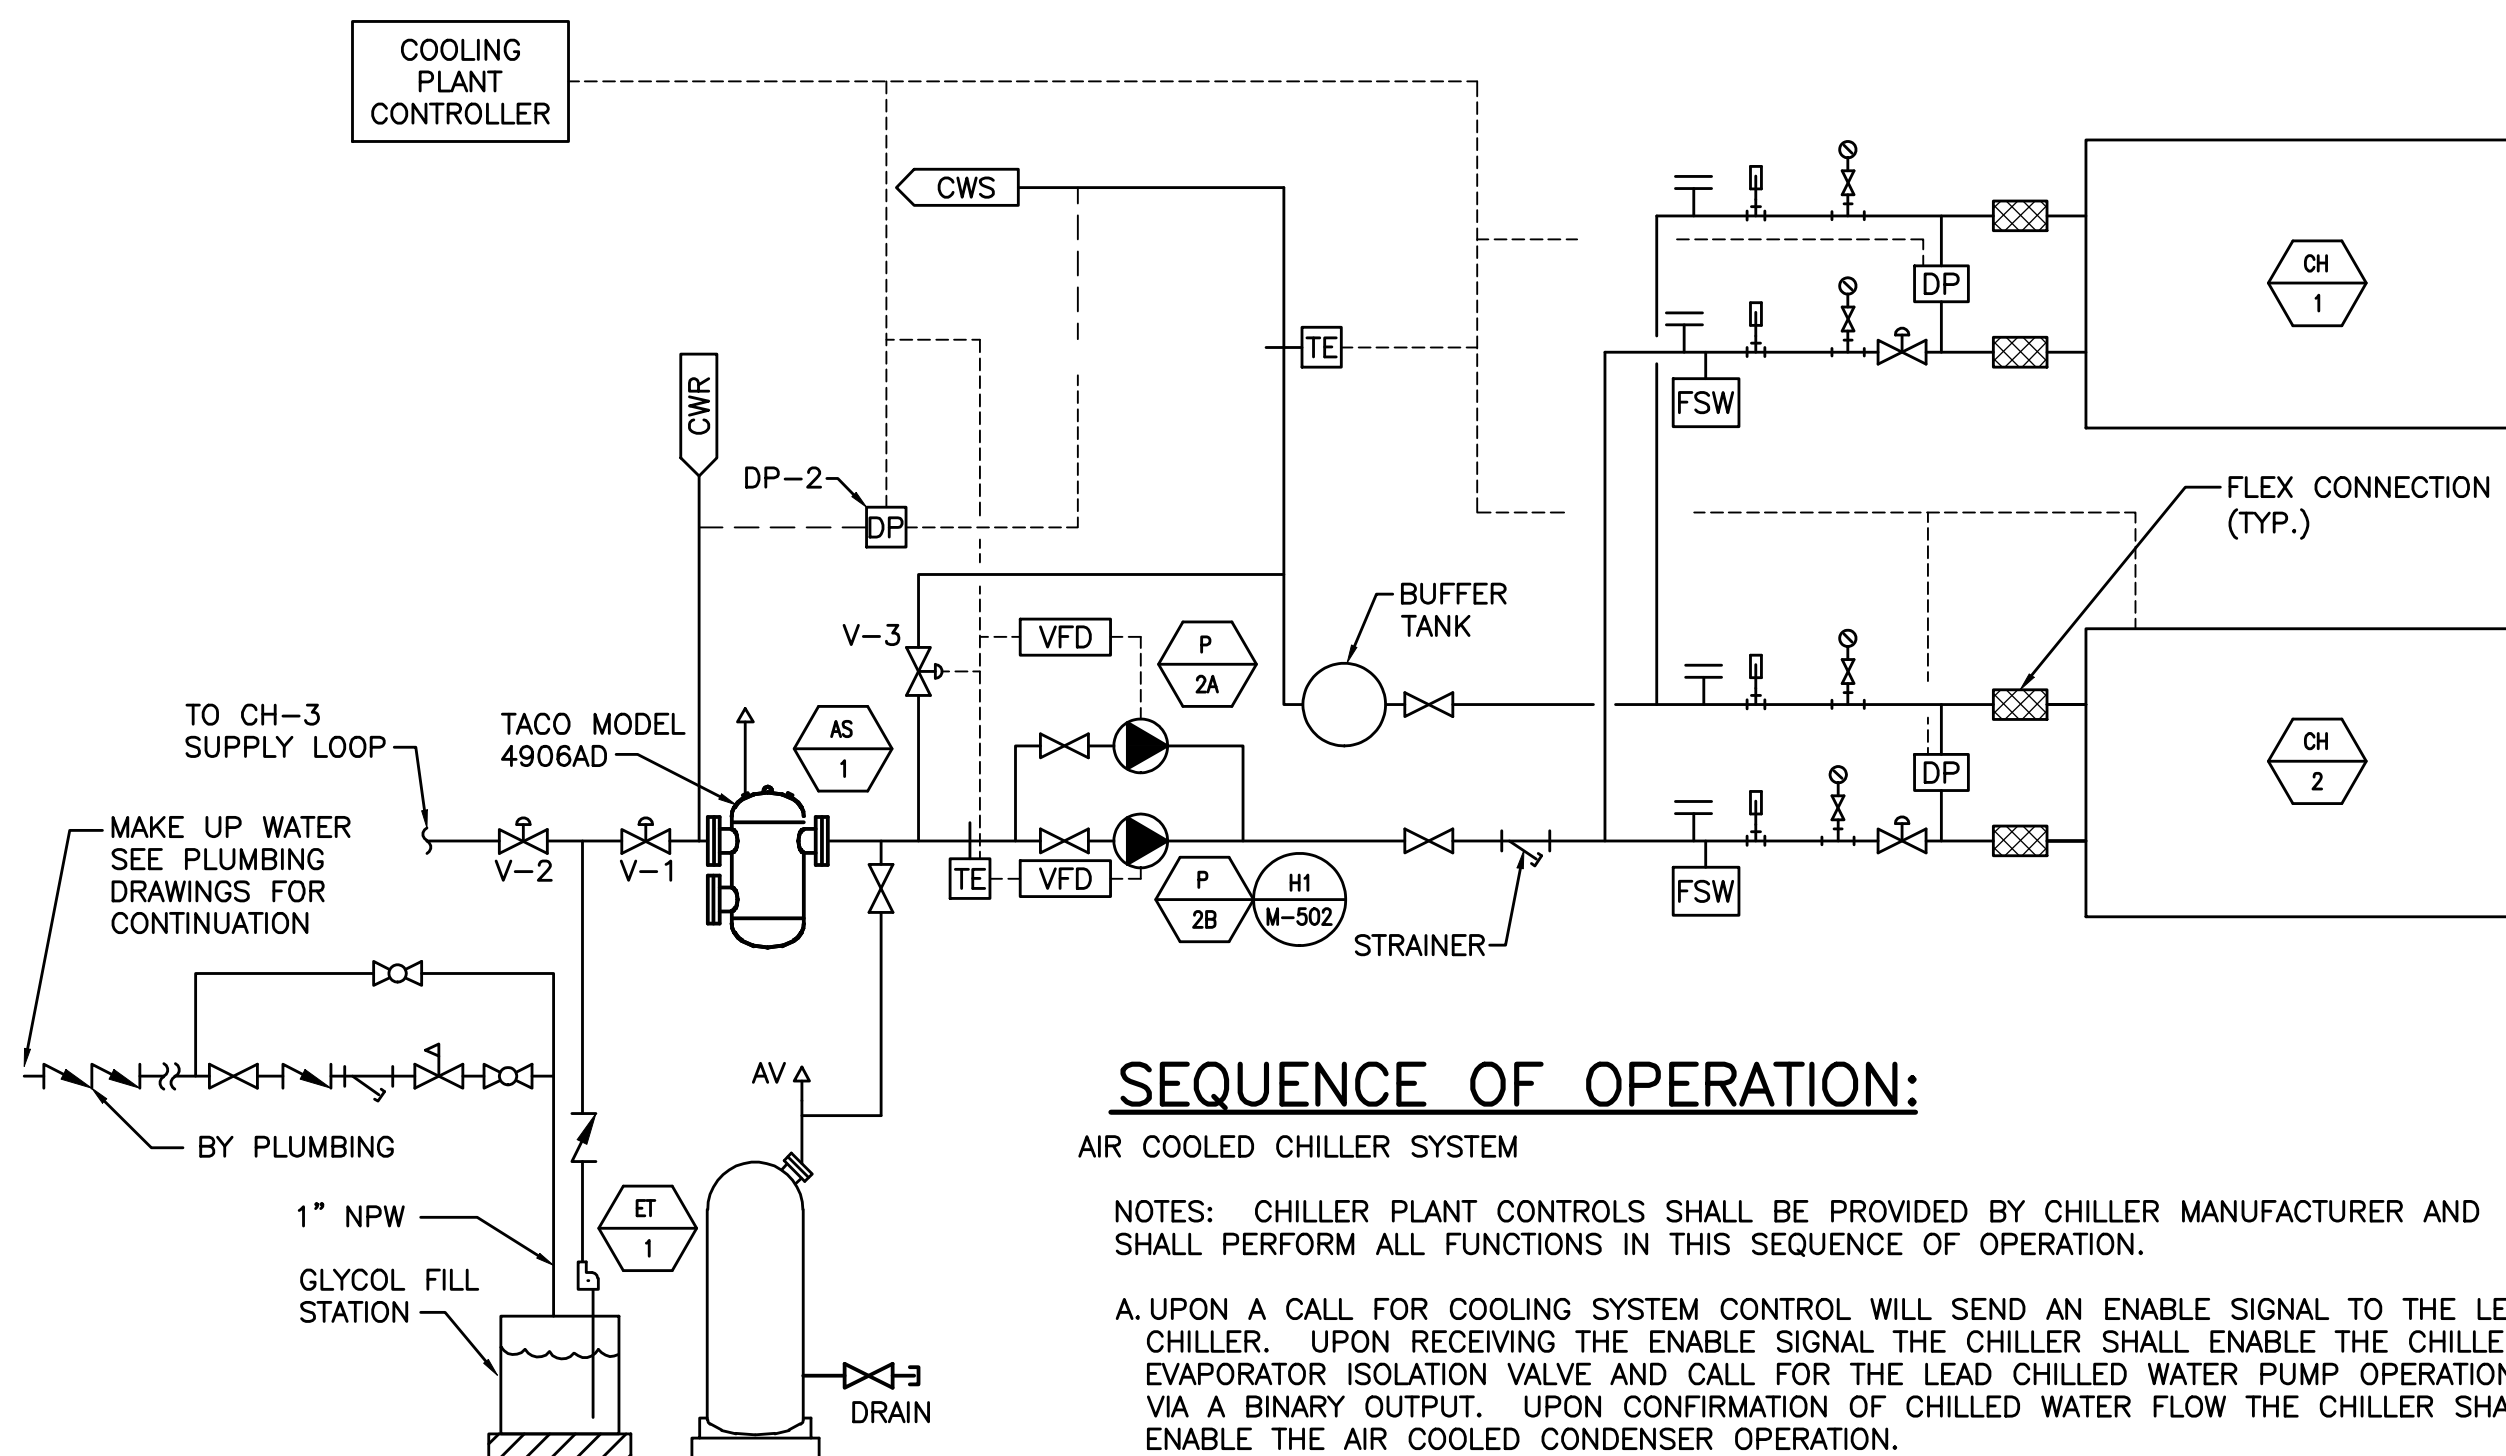 COOLING
PLANT
CONTROLLER
CWS
CH
1
DP
TE
CWR
FSW
DP-2
DP
FLEX CONNECTION
(TYP.)
BUFFER
TANK
V-3
VFD
P
2A
TO CH-3
SUPPLY LOOP
TACO MODEL
4906AD
AS
1
CH
2
DP
MAKE UP WATER
SEE PLUMBING
DRAWINGS FOR
CONTINUATION
V-2
V-1
TE
VFD
P
2B
H1
M-502
FSW
STRAINER
AV
BY PLUMBING
1" NPW
ET
1
GLYCOL FILL
STATION
DRAIN
SEQUENCE OF OPERATION:
AIR COOLED CHILLER SYSTEM
NOTES: CHILLER PLANT CONTROLS SHALL BE PROVIDED BY CHILLER MANUFACTURER AND
SHALL PERFORM ALL FUNCTIONS IN THIS SEQUENCE OF OPERATION.
A. UPON A CALL FOR COOLING SYSTEM CONTROL WILL SEND AN ENABLE SIGNAL TO THE LE
CHILLER. UPON RECEIVING THE ENABLE SIGNAL THE CHILLER SHALL ENABLE THE CHILLE
EVAPORATOR ISOLATION VALVE AND CALL FOR THE LEAD CHILLED WATER PUMP OPERATION
VIA A BINARY OUTPUT. UPON CONFIRMATION OF CHILLED WATER FLOW THE CHILLER SHA
ENABLE THE AIR COOLED CONDENSER OPERATION.